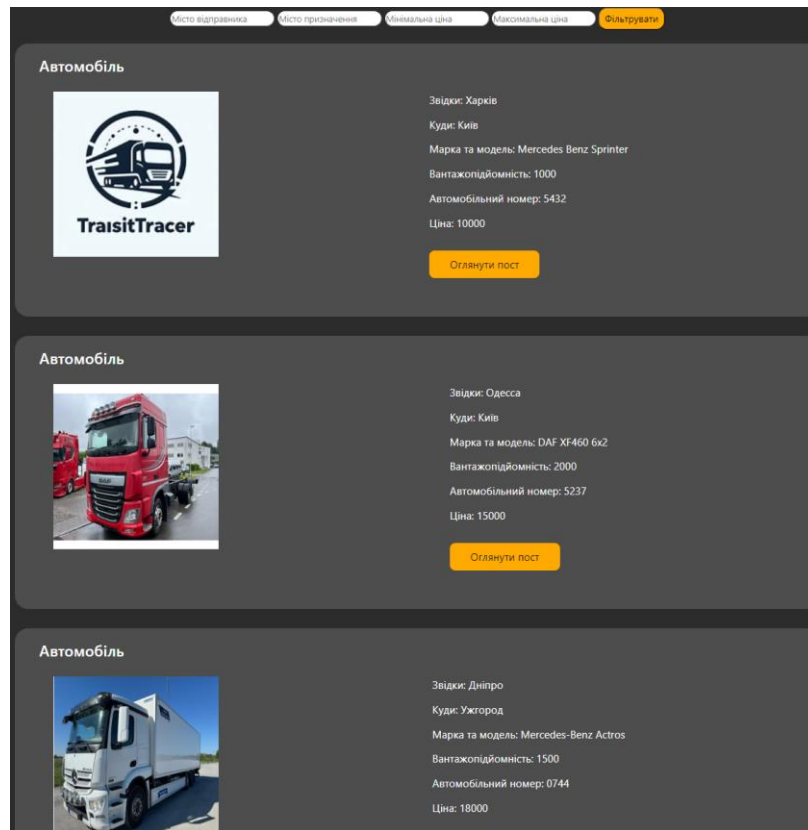 Місто відправника Місто призначення Мінімальна ціна Максимальна ціна Фільтрувати
Автомобіль
TraısitTracer
Звідки: Харків
Куди: Київ
Марка та модель: Mercedes Benz Sprinter
Вантажопідйомність: 1000
Автомобільний номер: 5432
Ціна: 10000
Оглянути пост
Автомобіль
DAF
Звідки: Одесса
Куди: Київ
Марка та модель: DAF XF460 6x2
Вантажопідйомність: 2000
Автомобільний номер: 5237
Ціна: 15000
Оглянути пост
Автомобіль
Звідки: Дніпро
Куди: Ужгород
Марка та модель: Mercedes-Benz Actros
Вантажопідйомність: 1500
Автомобільний номер: 0744
Ціна: 18000